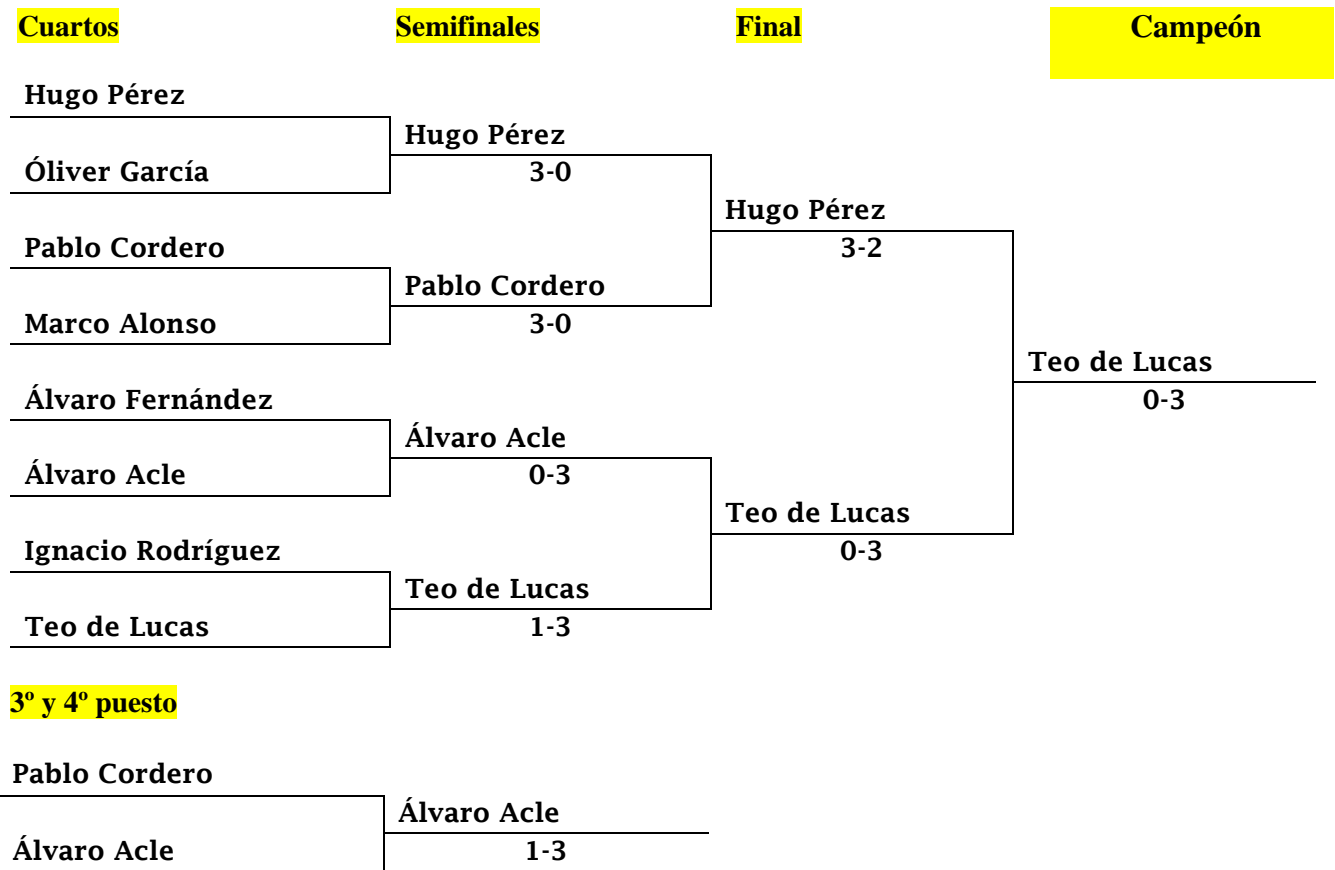 Cuartos Semifinales Final Campeón
Hugo Pérez
Hugo Pérez
Óliver García 3-0
Hugo Pérez
Pablo Cordero 3-2
Pablo Cordero
Marco Alonso 3-0
Teo de Lucas
Álvaro Fernández 0-3
Álvaro Acle
Álvaro Acle 0-3
Teo de Lucas
Ignacio Rodríguez 0-3
Teo de Lucas
Teo de Lucas 1-3
3º y 4º puesto
Pablo Cordero
Álvaro Acle
Álvaro Acle 1-3